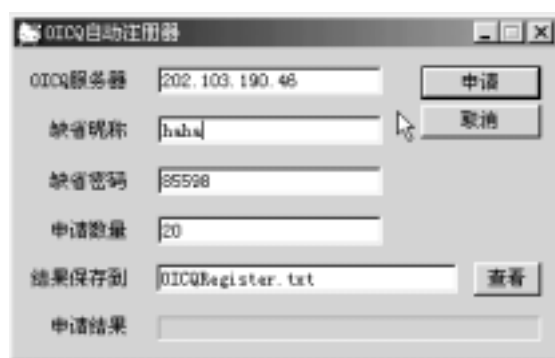 OICQ自动注册器
OICQ服务器 202.103.190.46 申请
缺省昵称 haha 取消
缺省密码 85598
申请数量 20
结果保存到 OICQRegister.txt 查看
申请结果